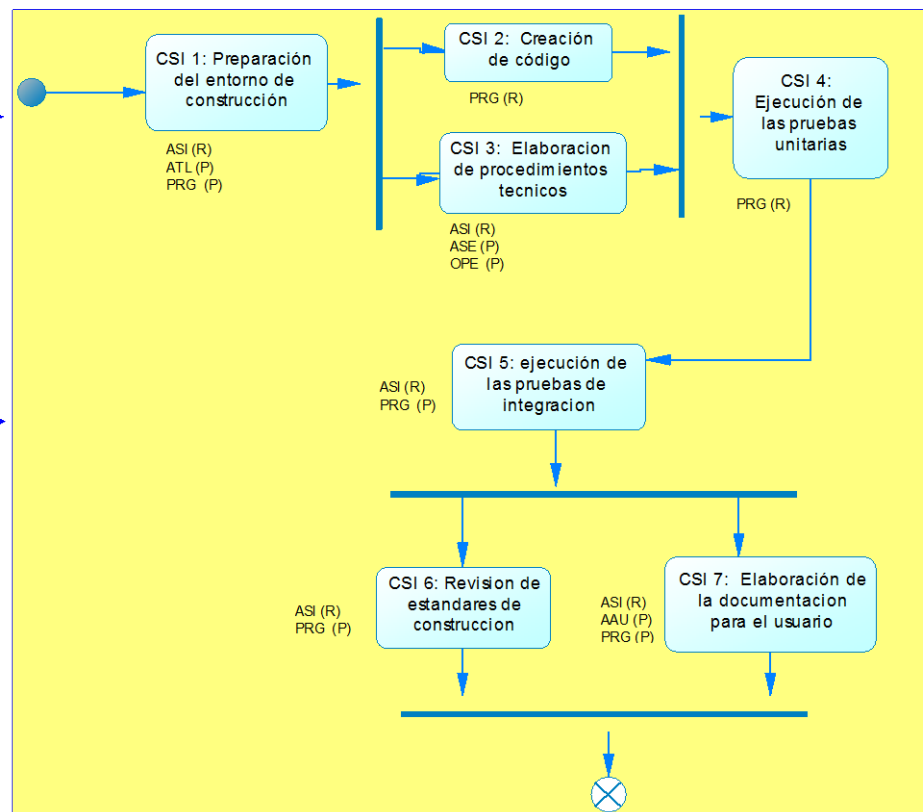 CSI 1: Preparación
del entorno de
construcción
ASI (R)
ATL (P)
PRG (P)
CSI 2: Creación
de código
PRG (R)
CSI 3: Elaboracion
de procedimientos
tecnicos
ASI (R)
ASE (P)
OPE (P)
CSI 4:
Ejecución de
las pruebas
unitarias
PRG (R)
CSI 5: ejecución de
las pruebas de
integracion
ASI (R)
PRG (P)
CSI 6: Revision de
estandares de
construccion
ASI (R)
PRG (P)
CSI 7: Elaboración de
la documentacion
para el usuario
ASI (R)
AAU (P)
PRG (P)